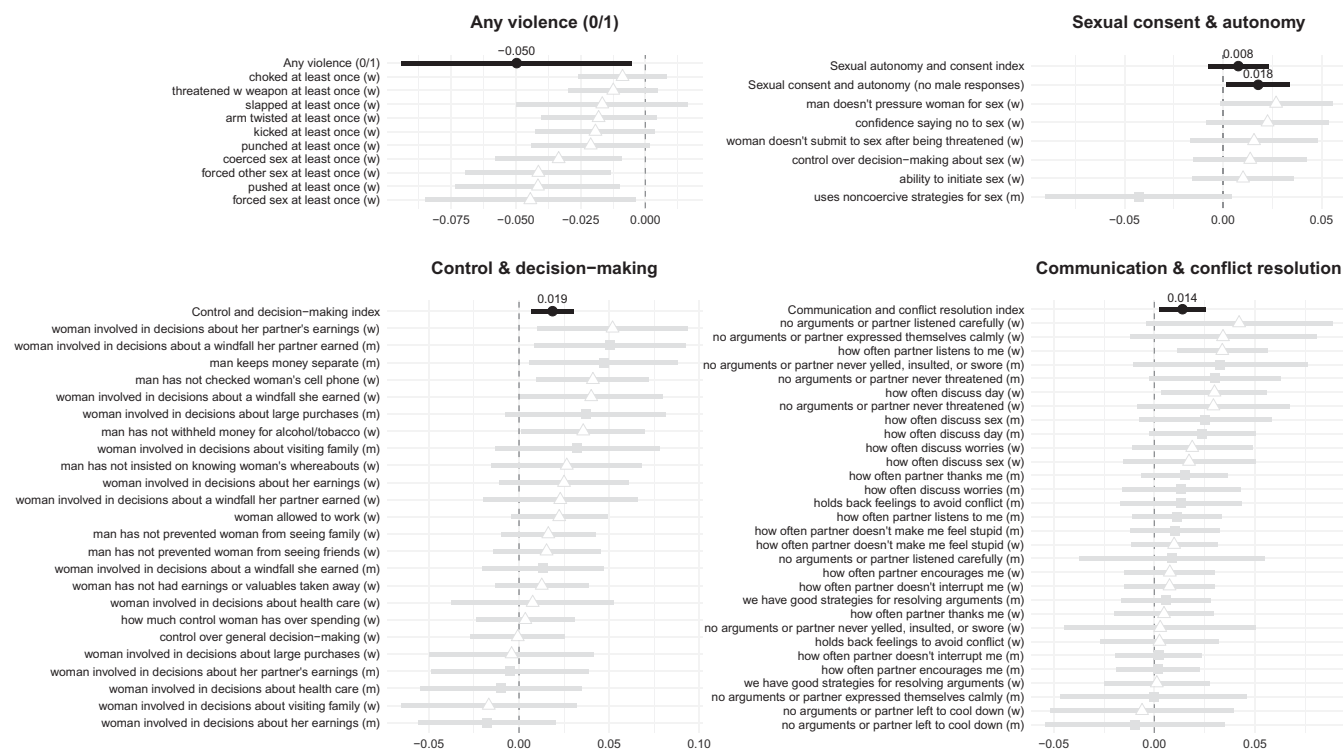 Any violence (0/1)
−0.050
Any violence (0/1)
choked at least once (w)
threatened w weapon at least once (w)
slapped at least once (w)
arm twisted at least once (w)
kicked at least once (w)
punched at least once (w)
coerced sex at least once (w)
forced other sex at least once (w)
pushed at least once (w)
forced sex at least once (w)
−0.075 −0.050 −0.025 0.000
Sexual consent & autonomy
0.008
Sexual autonomy and consent index
0.018
Sexual consent and autonomy (no male responses)
man doesn't pressure woman for sex (w)
confidence saying no to sex (w)
woman doesn't submit to sex after being threatened (w)
control over decision−making about sex (w)
ability to initiate sex (w)
uses noncoercive strategies for sex (m)
−0.05 0.00 0.05
Control & decision−making
0.019
Control and decision−making index
woman involved in decisions about her partner's earnings (w)
woman involved in decisions about a windfall her partner earned (m)
man keeps money separate (m)
man has not checked woman's cell phone (w)
woman involved in decisions about a windfall she earned (w)
woman involved in decisions about large purchases (m)
man has not withheld money for alcohol/tobacco (w)
woman involved in decisions about visiting family (m)
man has not insisted on knowing woman's whereabouts (w)
woman involved in decisions about her earnings (w)
woman involved in decisions about a windfall her partner earned (w)
woman allowed to work (w)
man has not prevented woman from seeing family (w)
man has not prevented woman from seeing friends (w)
woman involved in decisions about a windfall she earned (m)
woman has not had earnings or valuables taken away (w)
woman involved in decisions about health care (w)
how much control woman has over spending (w)
control over general decision−making (w)
woman involved in decisions about large purchases (w)
woman involved in decisions about her partner's earnings (m)
woman involved in decisions about health care (m)
woman involved in decisions about visiting family (w)
woman involved in decisions about her earnings (m)
−0.05 0.00 0.05 0.10
Communication & conflict resolution
0.014
Communication and conflict resolution index
no arguments or partner listened carefully (w)
no arguments or partner expressed themselves calmly (w)
how often partner listens to me (w)
no arguments or partner never yelled, insulted, or swore (m)
no arguments or partner never threatened (m)
how often discuss day (w)
no arguments or partner never threatened (w)
how often discuss sex (m)
how often discuss day (m)
how often discuss worries (w)
how often discuss sex (w)
how often partner thanks me (m)
how often discuss worries (m)
holds back feelings to avoid conflict (m)
how often partner listens to me (m)
how often partner doesn't make me feel stupid (m)
how often partner doesn't make me feel stupid (w)
no arguments or partner listened carefully (m)
how often partner encourages me (w)
how often partner doesn't interrupt me (w)
we have good strategies for resolving arguments (m)
how often partner thanks me (w)
no arguments or partner never yelled, insulted, or swore (w)
holds back feelings to avoid conflict (w)
how often partner doesn't interrupt me (m)
how often partner encourages me (m)
we have good strategies for resolving arguments (w)
no arguments or partner expressed themselves calmly (m)
no arguments or partner left to cool down (w)
no arguments or partner left to cool down (m)
−0.05 0.00 0.05